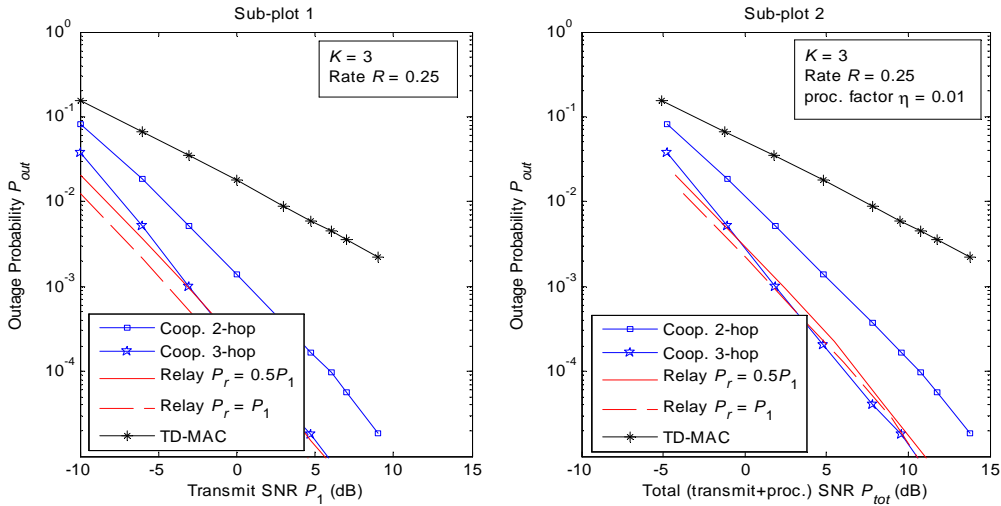 Sub-plot 1
10^0
10^-1
10^-2
10^-3
10^-4
Outage Probability P_out
K = 3
Rate R = 0.25
Coop. 2-hop
Coop. 3-hop
Relay P_r = 0.5P_1
Relay P_r = P_1
TD-MAC
-10 -5 0 5 10 15
Transmit SNR P_1 (dB)
Sub-plot 2
10^0
10^-1
10^-2
10^-3
10^-4
Outage Probability P_out
K = 3
Rate R = 0.25
proc. factor η = 0.01
Coop. 2-hop
Coop. 3-hop
Relay P_r = 0.5P_1
Relay P_r = P_1
TD-MAC
-10 -5 0 5 10 15
Total (transmit+proc.) SNR P_tot (dB)